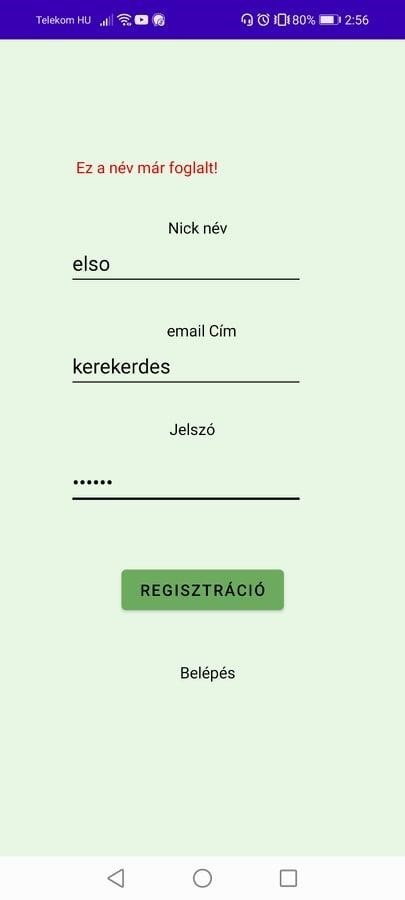 Telekom HU 80% 2:56
Ez a név már foglalt!
Nick név
elso
email Cím
kerekerdes
Jelszó
••••••
REGISZTRÁCIÓ
Belépés